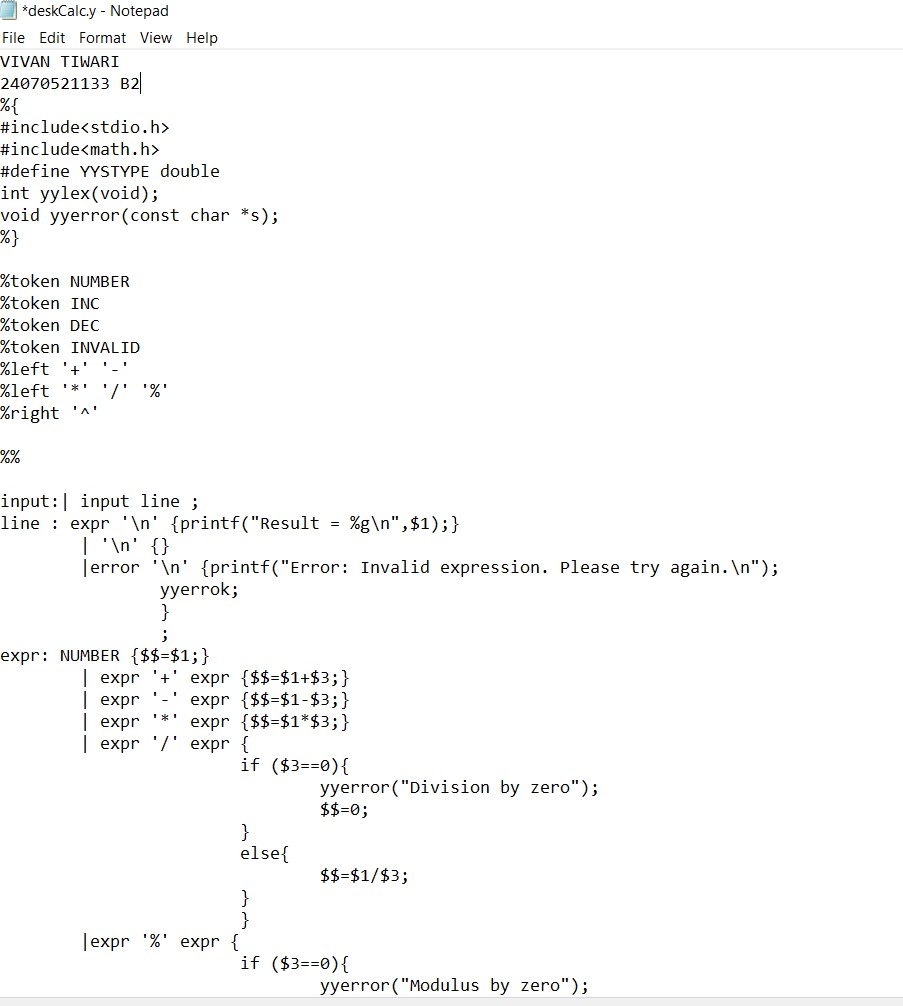 *deskCalc.y - Notepad
File Edit Format View Help
VIVAN TIWARI
24070521133 B2
%{
#include<stdio.h>
#include<math.h>
#define YYSTYPE double
int yylex(void);
void yyerror(const char *s);
%}

%token NUMBER
%token INC
%token DEC
%token INVALID
%left '+' '-'
%left '*' '/' '%'
%right '^'

%%

input:| input line ;
line : expr '\n' {printf("Result = %g\n",$1);}
        | '\n' {}
        |error '\n' {printf("Error: Invalid expression. Please try again.\n");
                yyerrok;
                }
                ;
expr: NUMBER {$$=$1;}
        | expr '+' expr {$$=$1+$3;}
        | expr '-' expr {$$=$1-$3;}
        | expr '*' expr {$$=$1*$3;}
        | expr '/' expr {
                        if ($3==0){
                                yyerror("Division by zero");
                                $$=0;
                        }
                        else{
                                $$=$1/$3;
                        }
                        }
        |expr '%' expr {
                        if ($3==0){
                                yyerror("Modulus by zero");